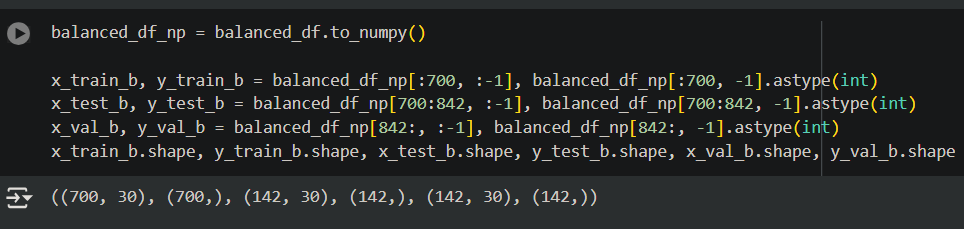 balanced_df_np = balanced_df.to_numpy()
x_train_b, y_train_b = balanced_df_np[:700, :-1], balanced_df_np[:700, -1].astype(int)
x_test_b, y_test_b = balanced_df_np[700:842, :-1], balanced_df_np[700:842, -1].astype(int)
x_val_b, y_val_b = balanced_df_np[842:, :-1], balanced_df_np[842:, -1].astype(int)
x_train_b.shape, y_train_b.shape, x_test_b.shape, y_test_b.shape, x_val_b.shape, y_val_b.shape
((700, 30), (700,), (142, 30), (142,), (142, 30), (142,))